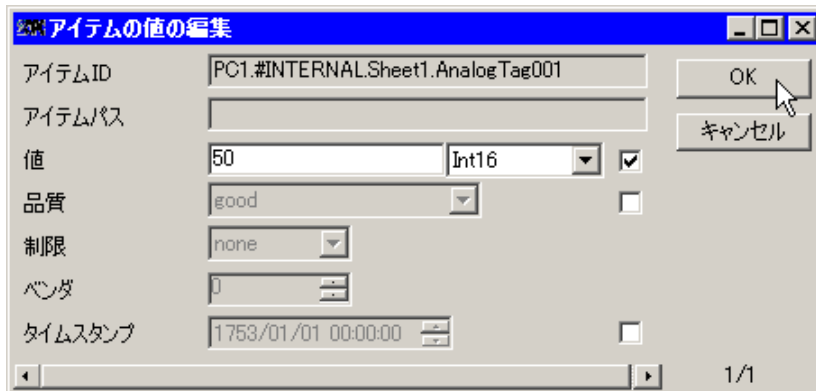 アイテムの値の編集
アイテムID PC1.#INTERNAL.Sheet1.AnalogTag001 OK
アイテムパス キャンセル
値 50 Int16
品質 good
制限 none
ベンダ 0
タイムスタンプ 1753/01/01 00:00:00
1/1